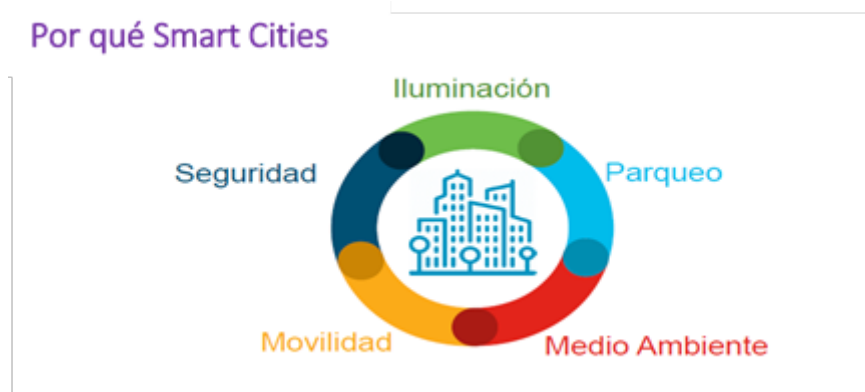 Por qué Smart Cities
Iluminación
Seguridad
Parqueo
Movilidad
Medio Ambiente